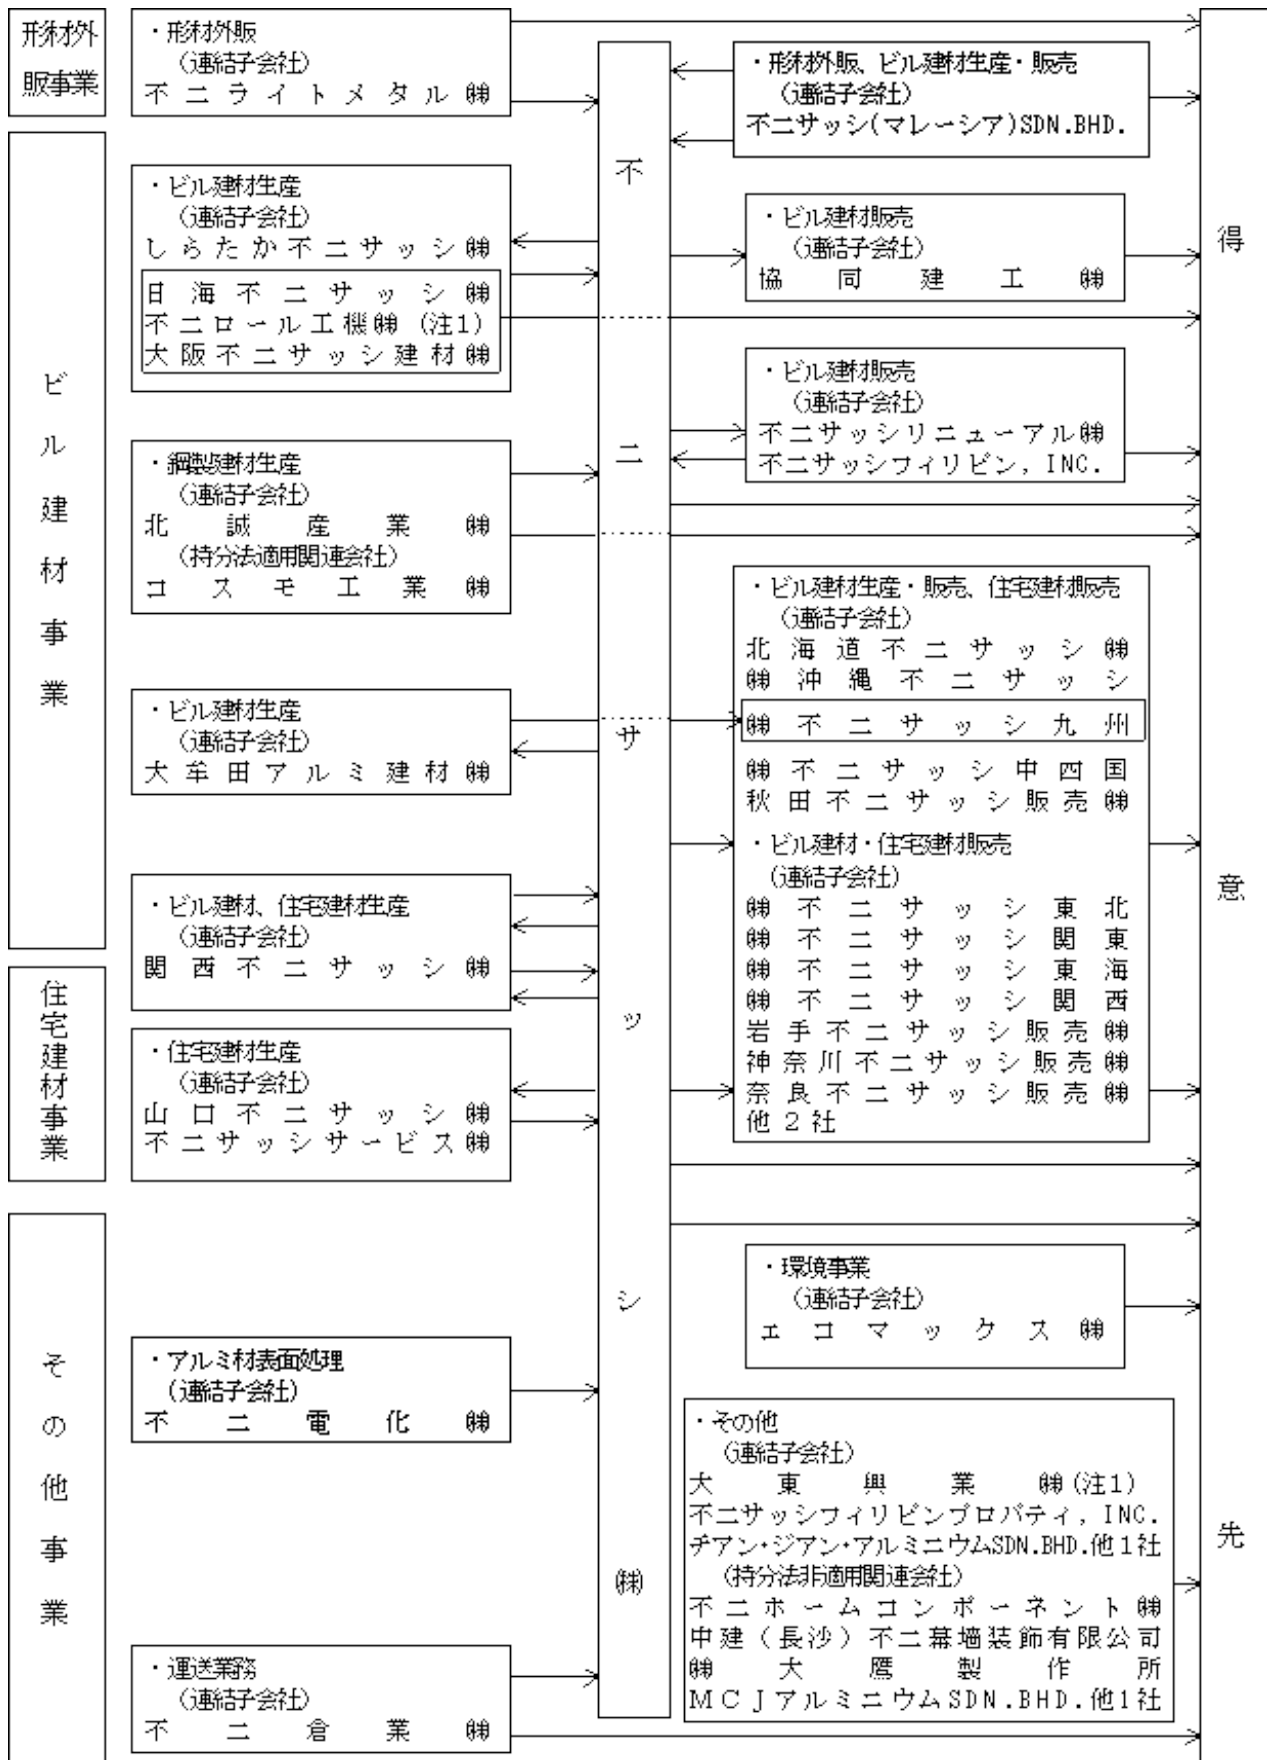 形材外
販事業
・形材外販
(連結子会社)
不二ライトメタル㈱
ビル建材事業
・ビル建材生産
(連結子会社)
しらたか不二サッシ㈱
日海不二サッシ㈱
不二ロール工機㈱(注1)
大阪不二サッシ建材㈱
・鋼製建材生産
(連結子会社)
北誠産業㈱
(持分法適用関連会社)
コスモ工業㈱
・ビル建材生産
(連結子会社)
大牟田アルミ建材㈱
・ビル建材、住宅建材生産
(連結子会社)
関西不二サッシ㈱
住宅建材事業
・住宅建材生産
(連結子会社)
山口不二サッシ㈱
不二サッシサービス㈱
その他事業
・アルミ材表面処理
(連結子会社)
不二電化㈱
・運送業務
(連結子会社)
不二倉業㈱
不二サッシ㈱
・形材外販、ビル建材生産・販売
(連結子会社)
不二サッシ(マレーシア)SDN.BHD.
・ビル建材販売
(連結子会社)
協同建工㈱
・ビル建材販売
(連結子会社)
不二サッシリニューアル㈱
不二サッシフィリピン, INC.
・ビル建材生産・販売、住宅建材販売
(連結子会社)
北海道不二サッシ㈱
㈱沖縄不二サッシ
㈱不二サッシ九州
㈱不二サッシ中四国
秋田不二サッシ販売㈱
・ビル建材・住宅建材販売
(連結子会社)
㈱不二サッシ東北
㈱不二サッシ関東
㈱不二サッシ東海
㈱不二サッシ関西
岩手不二サッシ販売㈱
神奈川不二サッシ販売㈱
奈良不二サッシ販売㈱
他2社
・環境事業
(連結子会社)
エコマックス㈱
・その他
(連結子会社)
大東興業㈱(注1)
不二サッシフィリピンプロパティ, INC.
チアン・ジアン・アルミニウムSDN.BHD.他1社
(持分法非適用関連会社)
不二ホームコンポーネント㈱
中建(長沙)不二幕墙装飾有限公司
㈱大鷹製作所
MCJアルミニウムSDN.BHD.他1社
得意先